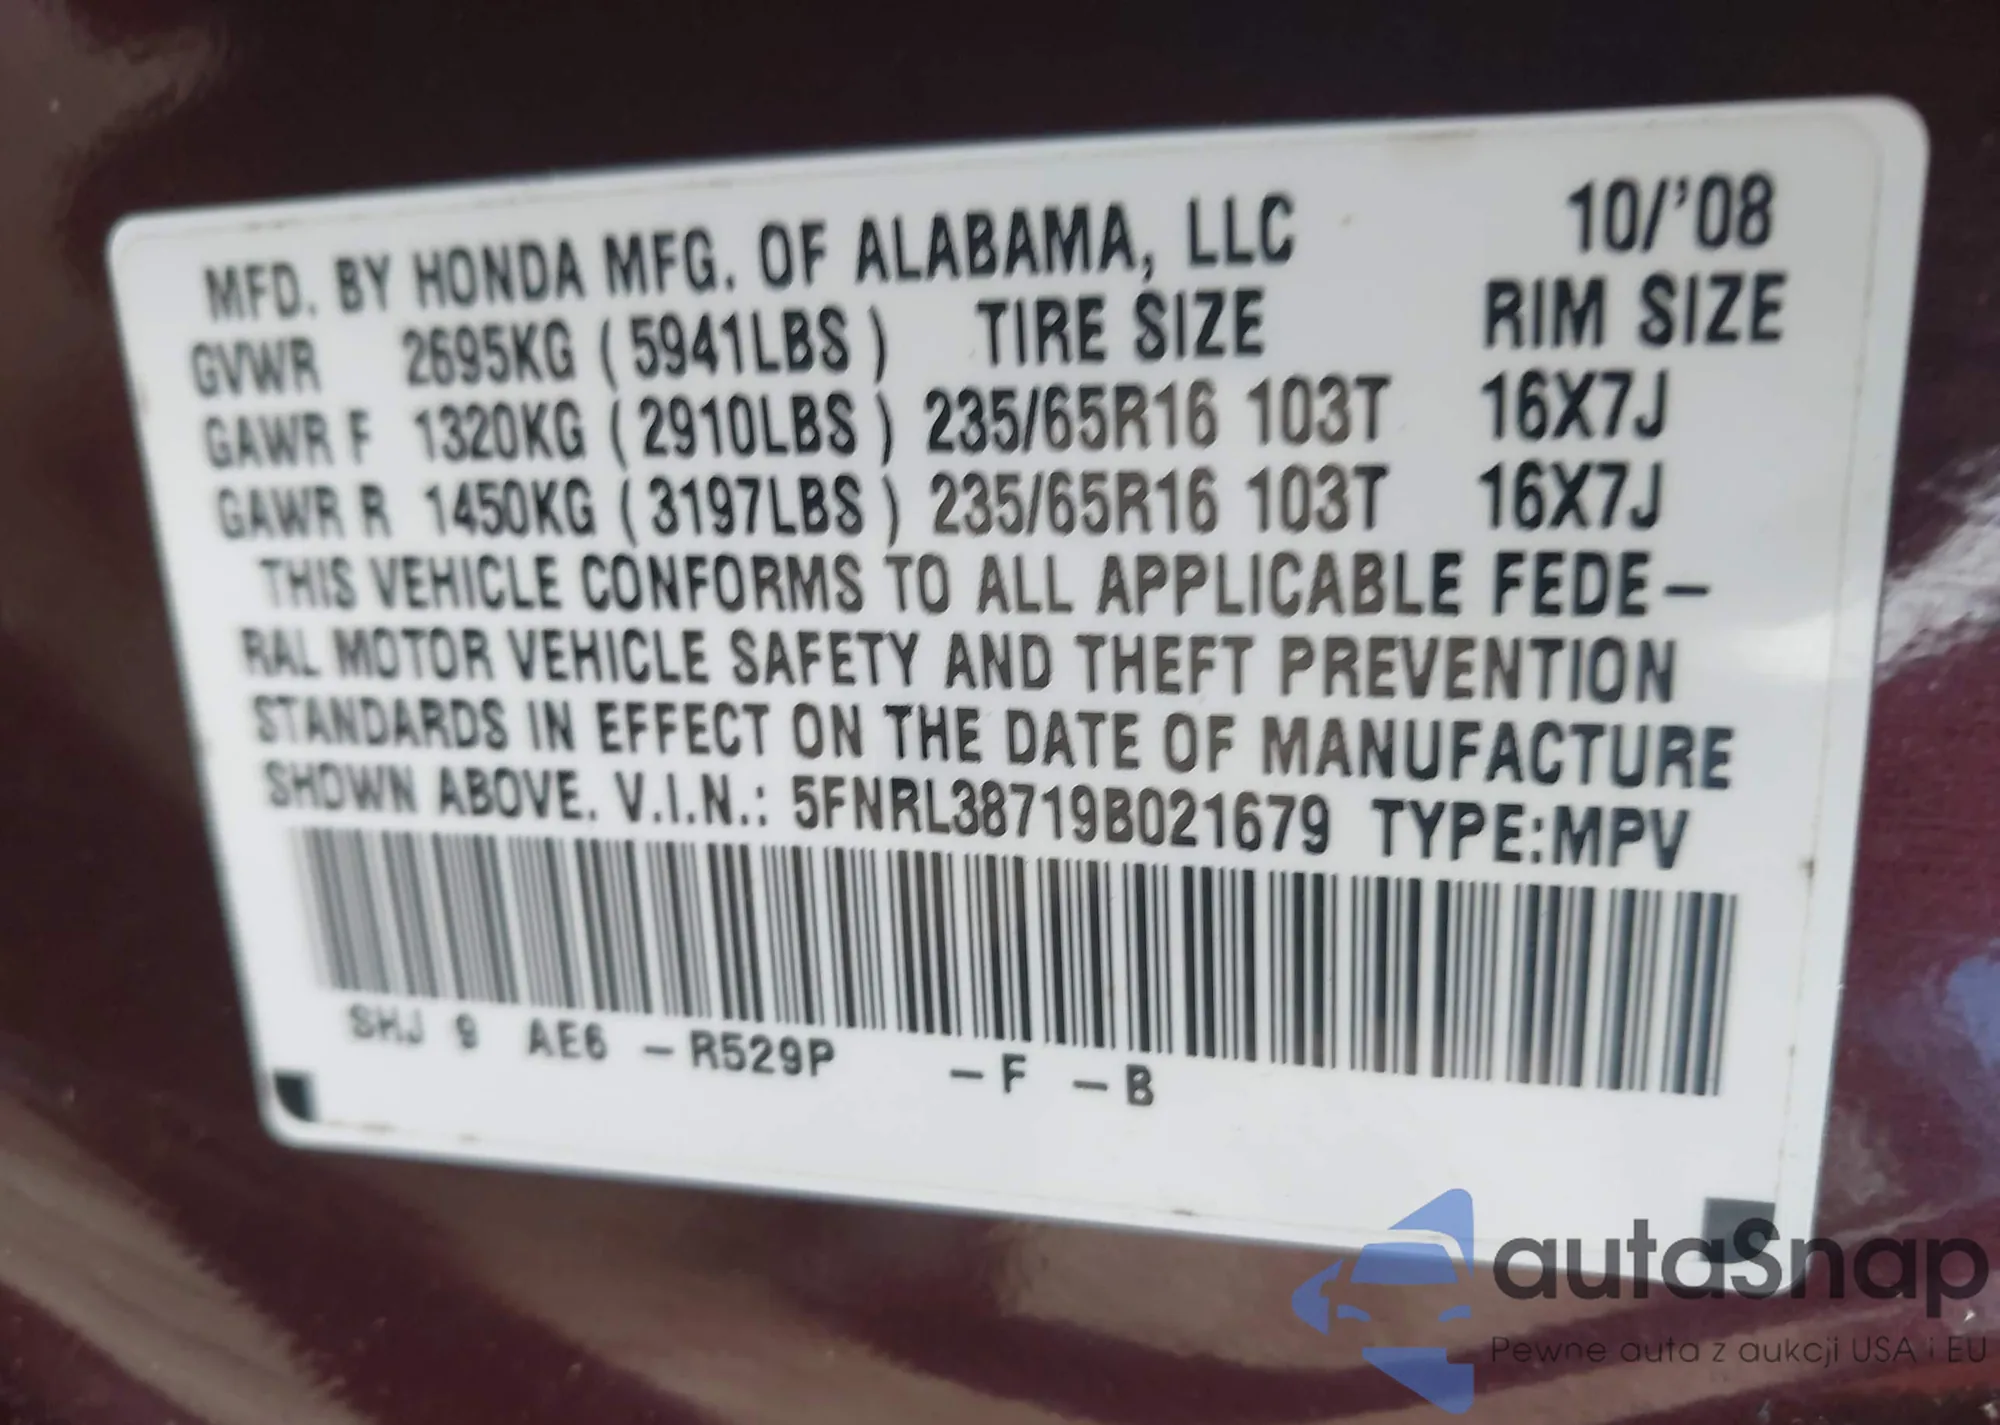 MFD. BY HONDA MFG. OF ALABAMA, LLC 10/'08
GVWR 2695KG ( 5941LBS ) TIRE SIZE RIM SIZE
GAWR F 1320KG ( 2910LBS ) 235/65R16 103T 16X7J
GAWR R 1450KG ( 3197LBS ) 235/65R16 103T 16X7J
THIS VEHICLE CONFORMS TO ALL APPLICABLE FEDE-
RAL MOTOR VEHICLE SAFETY AND THEFT PREVENTION
STANDARDS IN EFFECT ON THE DATE OF MANUFACTURE
SHOWN ABOVE. V.I.N.: 5FNRL38719B021679 TYPE:MPV
SHJ 9 AE6 - R529P - F - B
autaSnap
Pewne auta z aukcji USA i EU